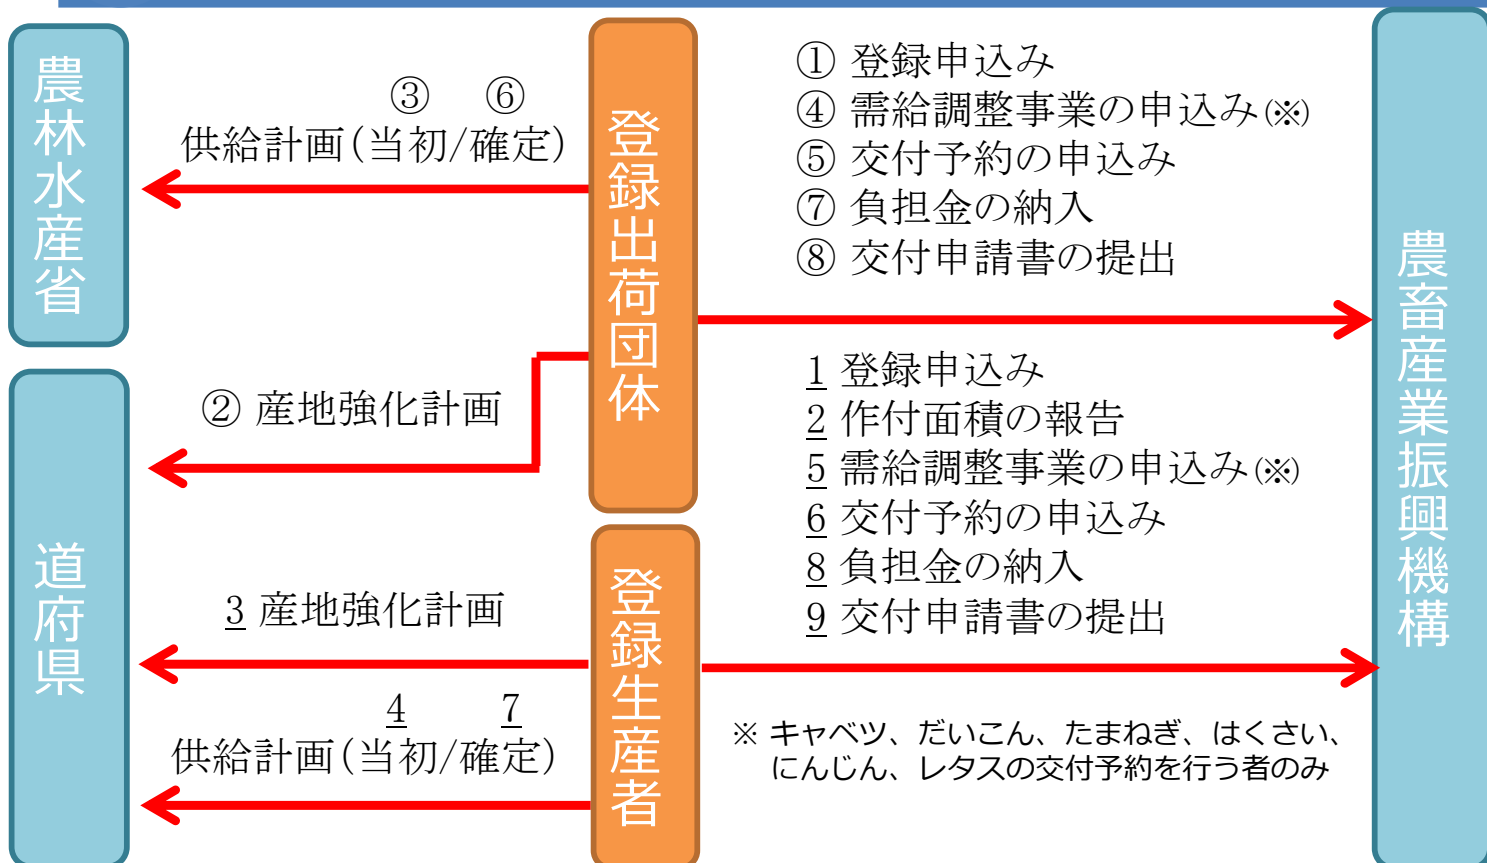 農林水産省
③ ⑥
供給計画(当初/確定)
登録出荷団体
① 登録申込み
④ 需給調整事業の申込み(※)
⑤ 交付予約の申込み
⑦ 負担金の納入
⑧ 交付申請書の提出
農畜産業振興機構
② 産地強化計画
道府県
1 登録申込み
2 作付面積の報告
5 需給調整事業の申込み(※)
6 交付予約の申込み
8 負担金の納入
9 交付申請書の提出
3 産地強化計画
登録生産者
4 7
供給計画(当初/確定)
※ キャベツ、だいこん、たまねぎ、はくさい、
にんじん、レタスの交付予約を行う者のみ